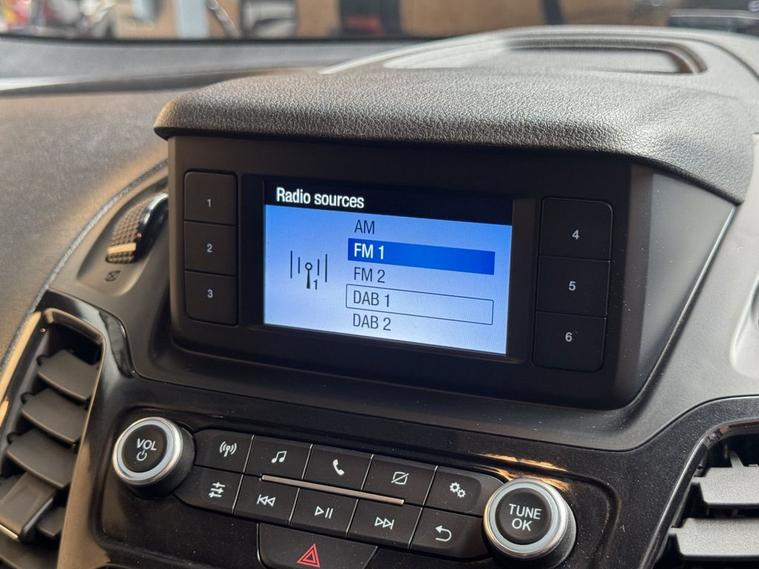 Radio sources
AM
FM 1
FM 2
DAB 1
DAB 2
1
1
2
3
4
5
6
VOL
TUNE
OK